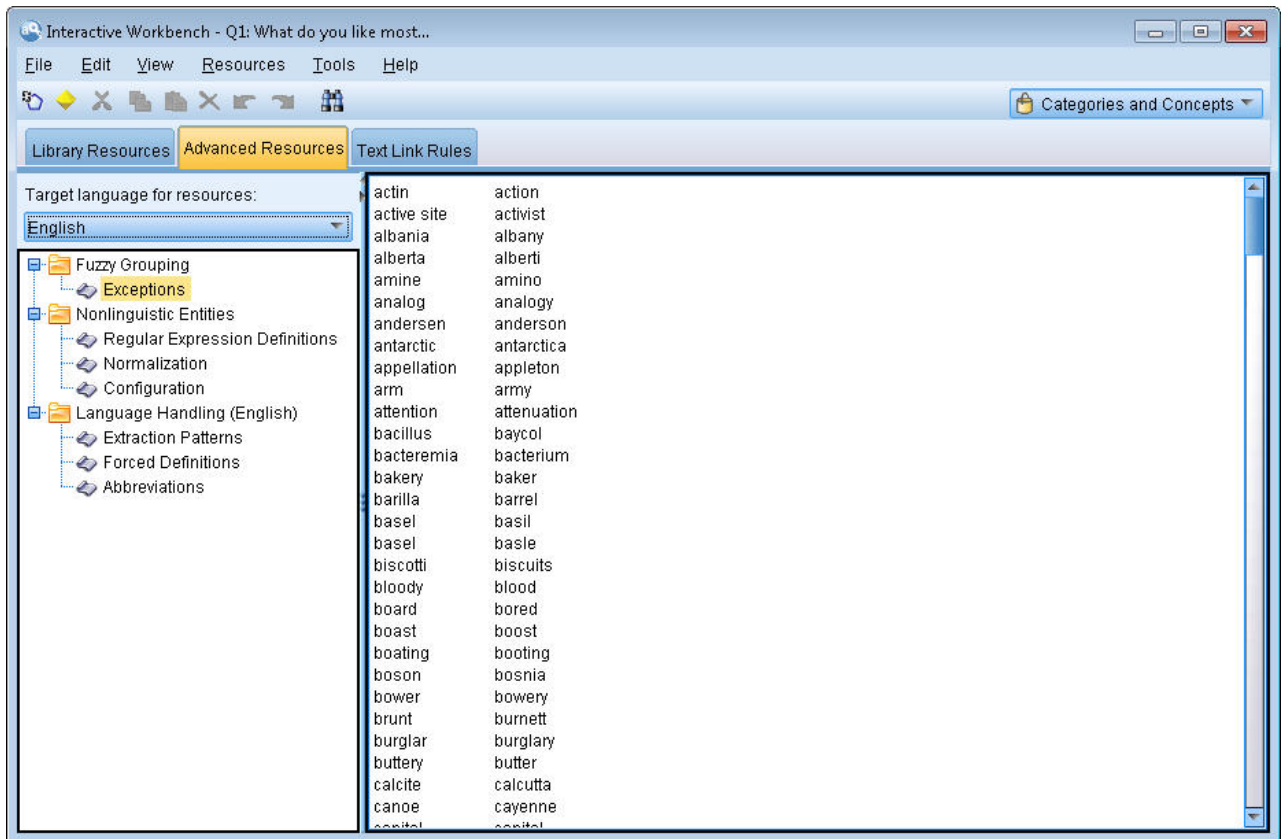 Interactive Workbench - Q1: What do you like most...
File Edit View Resources Tools Help
Categories and Concepts
Library Resources Advanced Resources Text Link Rules
Target language for resources:
English
Fuzzy Grouping
Exceptions
Nonlinguistic Entities
Regular Expression Definitions
Normalization
Configuration
Language Handling (English)
Extraction Patterns
Forced Definitions
Abbreviations
actin action
active site activist
albania albany
alberta alberti
amine amino
analog analogy
andersen anderson
antarctic antarctica
appellation appleton
arm army
attention attenuation
bacillus baycol
bacteremia bacterium
bakery baker
barilla barrel
basel basil
basel basle
biscotti biscuits
bloody blood
board bored
boast boost
boating booting
boson bosnia
bower bowery
brunt burnett
burglar burglary
buttery butter
calcite calcutta
canoe cayenne